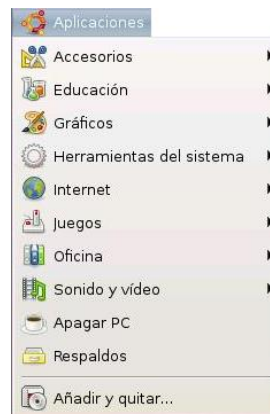 Aplicaciones
Accesorios
Educación
Gráficos
Herramientas del sistema
Internet
Juegos
Oficina
Sonido y vídeo
Apagar PC
Respaldos
Añadir y quitar...